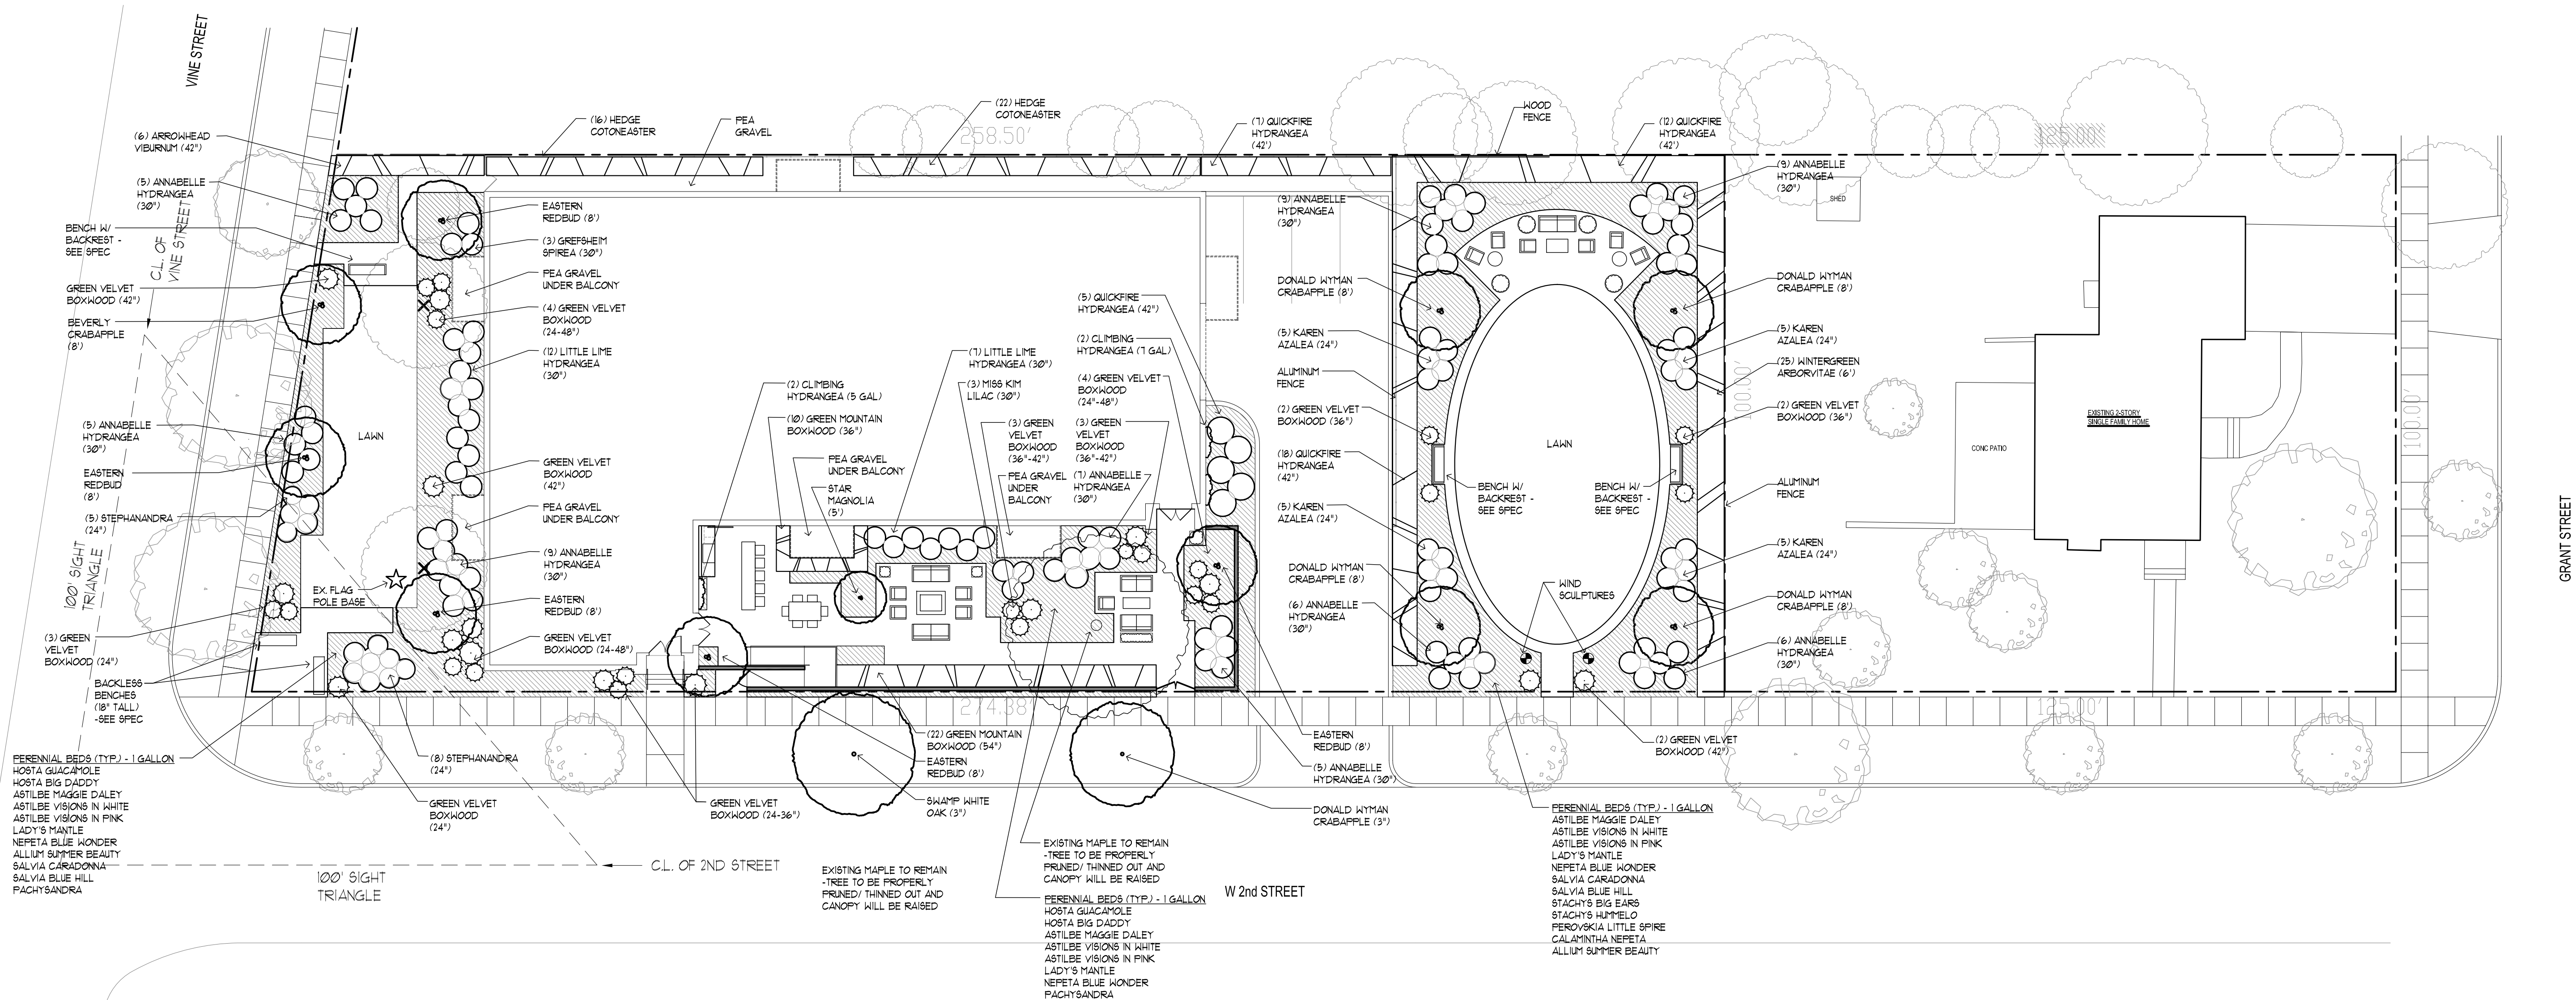 VINE STREET
(6) ARROWHEAD
VIBURNUM (42")
(5) ANNABELLE
HYDRANGEA
(30")
BENCH W/
BACKREST -
SEE SPEC
C.L. OF
VINE STREET
GREEN VELVET
BOXWOOD (42")
BEVERLY
CRABAPPLE
(8')
(5) ANNABELLE
HYDRANGEA
(30")
EASTERN
REDBUD
(8')
(5) STEPHANANDRA
(24")
100' SIGHT
TRIANGLE
(3) GREEN
VELVET
BOXWOOD (24")
BACKLESS
BENCHES
(18" TALL)
-SEE SPEC
PERENNIAL BEDS (TYP.) - 1 GALLON
HOSTA GUACAMOLE
HOSTA BIG DADDY
ASTILBE MAGGIE DALEY
ASTILBE VISIONS IN WHITE
ASTILBE VISIONS IN PINK
LADY'S MANTLE
NEPETA BLUE WONDER
ALLIUM SUMMER BEAUTY
SALVIA CARADONNA
SALVIA BLUE HILL
PACHYSANDRA
(16) HEDGE
COTONEASTER
PEA
GRAVEL
258.50'
(22) HEDGE
COTONEASTER
(7) QUICKFIRE
HYDRANGEA
(42')
EASTERN
REDBUD (8')
(3) GREFSHEIM
SPIREA (30")
PEA GRAVEL
UNDER BALCONY
(4) GREEN VELVET
BOXWOOD
(24-48")
(12) LITTLE LIME
HYDRANGEA
(30")
LAWN
GREEN VELVET
BOXWOOD
(42")
PEA GRAVEL
UNDER BALCONY
(9) ANNABELLE
HYDRANGEA
(30")
EX. FLAG
POLE BASE
EASTERN
REDBUD (8')
GREEN VELVET
BOXWOOD (24-48")
(8) STEPHANANDRA
(24")
GREEN VELVET
BOXWOOD
(24")
100' SIGHT
TRIANGLE
C.L. OF 2ND STREET
GREEN VELVET
BOXWOOD (24-36")
(2) CLIMBING
HYDRANGEA (5 GAL)
(10) GREEN MOUNTAIN
BOXWOOD (36")
PEA GRAVEL
UNDER BALCONY
STAR
MAGNOLIA
(5')
(7) LITTLE LIME
HYDRANGEA (30")
(3) MISS KIM
LILAC (30")
(3) GREEN
VELVET
BOXWOOD
(36"-42")
PEA GRAVEL
UNDER
BALCONY
(5) QUICKFIRE
HYDRANGEA (42")
(2) CLIMBING
HYDRANGEA (7 GAL)
(4) GREEN VELVET
BOXWOOD
(24"-48")
(3) GREEN
VELVET
BOXWOOD
(36"-42")
(7) ANNABELLE
HYDRANGEA
(30")
274.38'
(22) GREEN MOUNTAIN
BOXWOOD (54")
EASTERN
REDBUD (8')
SWAMP WHITE
OAK (3")
EXISTING MAPLE TO REMAIN
-TREE TO BE PROPERLY
PRUNED/ THINNED OUT AND
CANOPY WILL BE RAISED
EXISTING MAPLE TO REMAIN
-TREE TO BE PROPERLY
PRUNED/ THINNED OUT AND
CANOPY WILL BE RAISED
PERENNIAL BEDS (TYP.) - 1 GALLON
HOSTA GUACAMOLE
HOSTA BIG DADDY
ASTILBE MAGGIE DALEY
ASTILBE VISIONS IN WHITE
ASTILBE VISIONS IN PINK
LADY'S MANTLE
NEPETA BLUE WONDER
PACHYSANDRA
W 2nd STREET
EASTERN
REDBUD (8')
(5) ANNABELLE
HYDRANGEA (30")
DONALD WYMAN
CRABAPPLE (3")
WOOD
FENCE
(12) QUICKFIRE
HYDRANGEA
(42')
(9) ANNABELLE
HYDRANGEA
(30")
DONALD WYMAN
CRABAPPLE (8')
(5) KAREN
AZALEA (24")
ALUMINUM
FENCE
(2) GREEN VELVET
BOXWOOD (36")
(18) QUICKFIRE
HYDRANGEA
(42")
(5) KAREN
AZALEA (24")
DONALD WYMAN
CRABAPPLE (8')
(6) ANNABELLE
HYDRANGEA
(30")
LAWN
BENCH W/
BACKREST -
SEE SPEC
BENCH W/
BACKREST -
SEE SPEC
WIND
SCULPTURES
(9) ANNABELLE
HYDRANGEA
(30")
DONALD WYMAN
CRABAPPLE (8')
(5) KAREN
AZALEA (24")
(25) WINTERGREEN
ARBORVITAE (6')
(2) GREEN VELVET
BOXWOOD (36")
ALUMINUM
FENCE
(5) KAREN
AZALEA (24")
DONALD WYMAN
CRABAPPLE (8')
(6) ANNABELLE
HYDRANGEA
(30")
(2) GREEN VELVET
BOXWOOD (42")
PERENNIAL BEDS (TYP.) - 1 GALLON
ASTILBE MAGGIE DALEY
ASTILBE VISIONS IN WHITE
ASTILBE VISIONS IN PINK
LADY'S MANTLE
NEPETA BLUE WONDER
SALVIA CARADONNA
SALVIA BLUE HILL
STACHYS BIG EARS
STACHYS HUMMELO
PEROVSKIA LITTLE SPIRE
CALAMINTHA NEPETA
ALLIUM SUMMER BEAUTY
SHED
125.00'
EXISTING 2-STORY
SINGLE FAMILY HOME
CONC PATIO
100.00'
125.00'
GRANT STREET